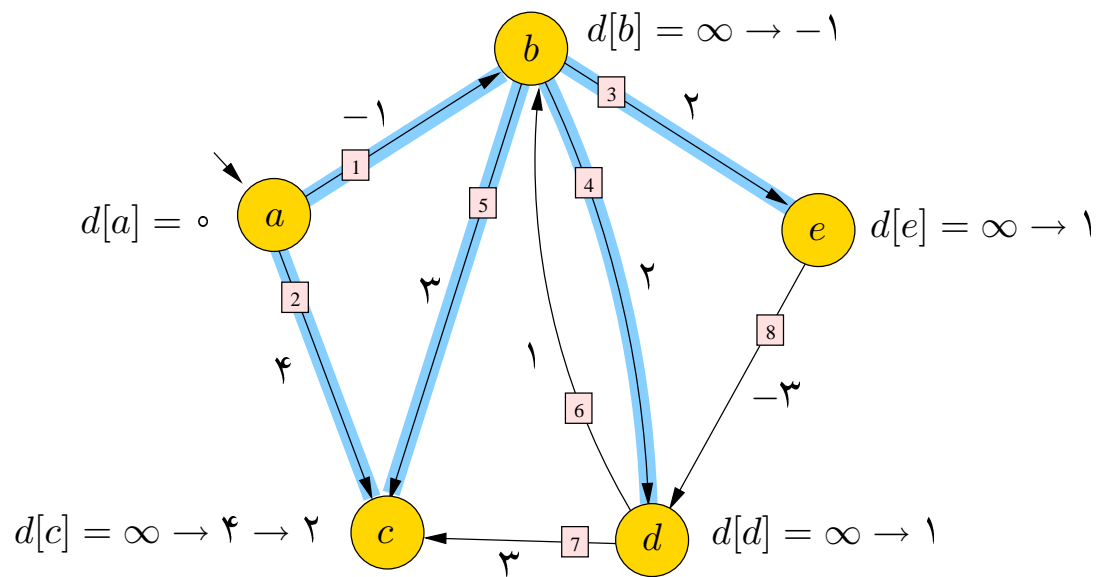 b
d[b] = ∞ → −۱
3
۲
−۱
1
4
5
a
d[a] = ۰
e
d[e] = ∞ → ۱
2
۳
۲
8
۱
۴
−۳
6
c
d[c] = ∞ → ۴ → ۲
7
۳
d
d[d] = ∞ → ۱